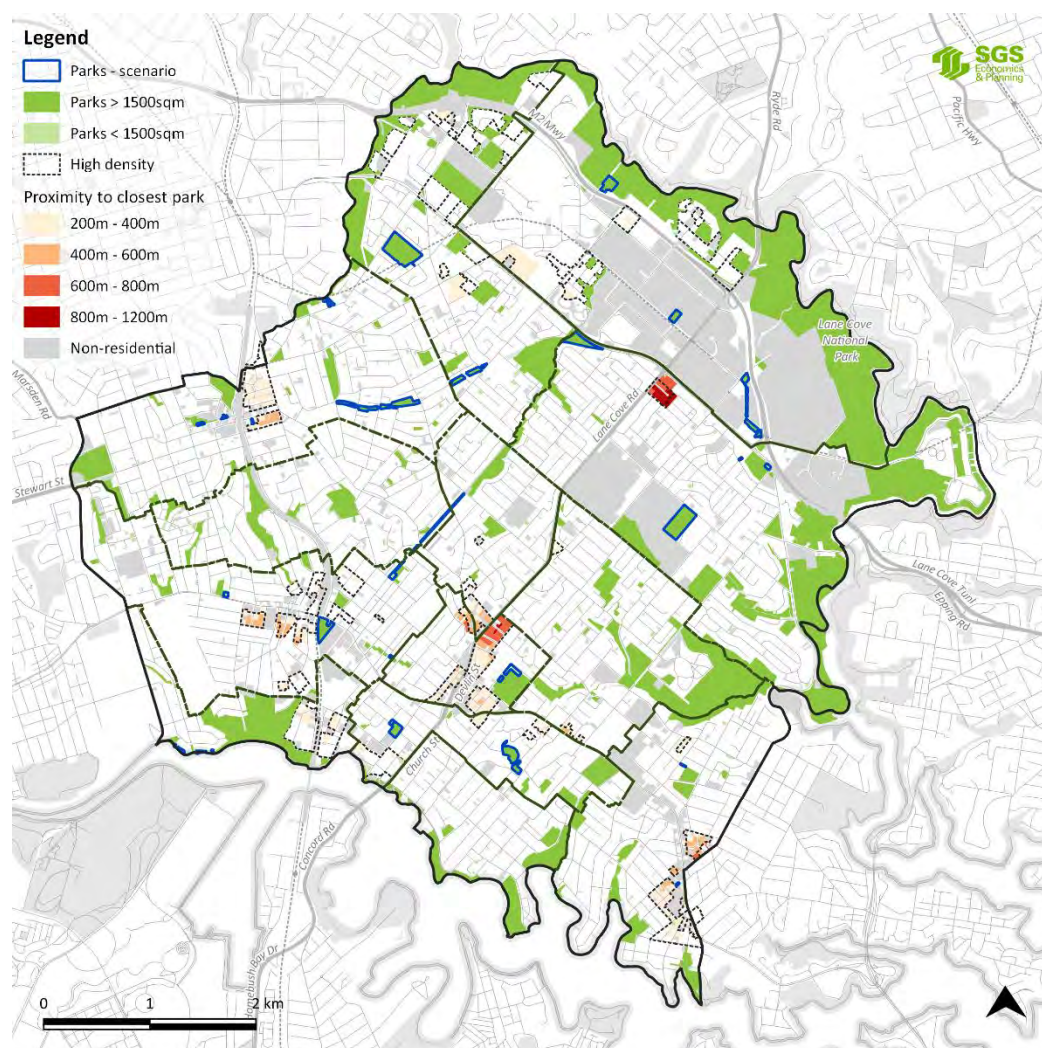 Legend
Parks - scenario
Parks > 1500sqm
Parks < 1500sqm
High density
Proximity to closest park
200m - 400m
400m - 600m
600m - 800m
800m - 1200m
Non-residential
SGS
Economics
& Planning
M2 Mwy
Ryde Rd
Pacific Hwy
Lane Cove
National
Park
Marsden Rd
Lane Cove Rd
Stewart St
Lane Cove Tunl
Epping Rd
Church St
Concord Rd
Homebush Bay Dr
0 1 2 km